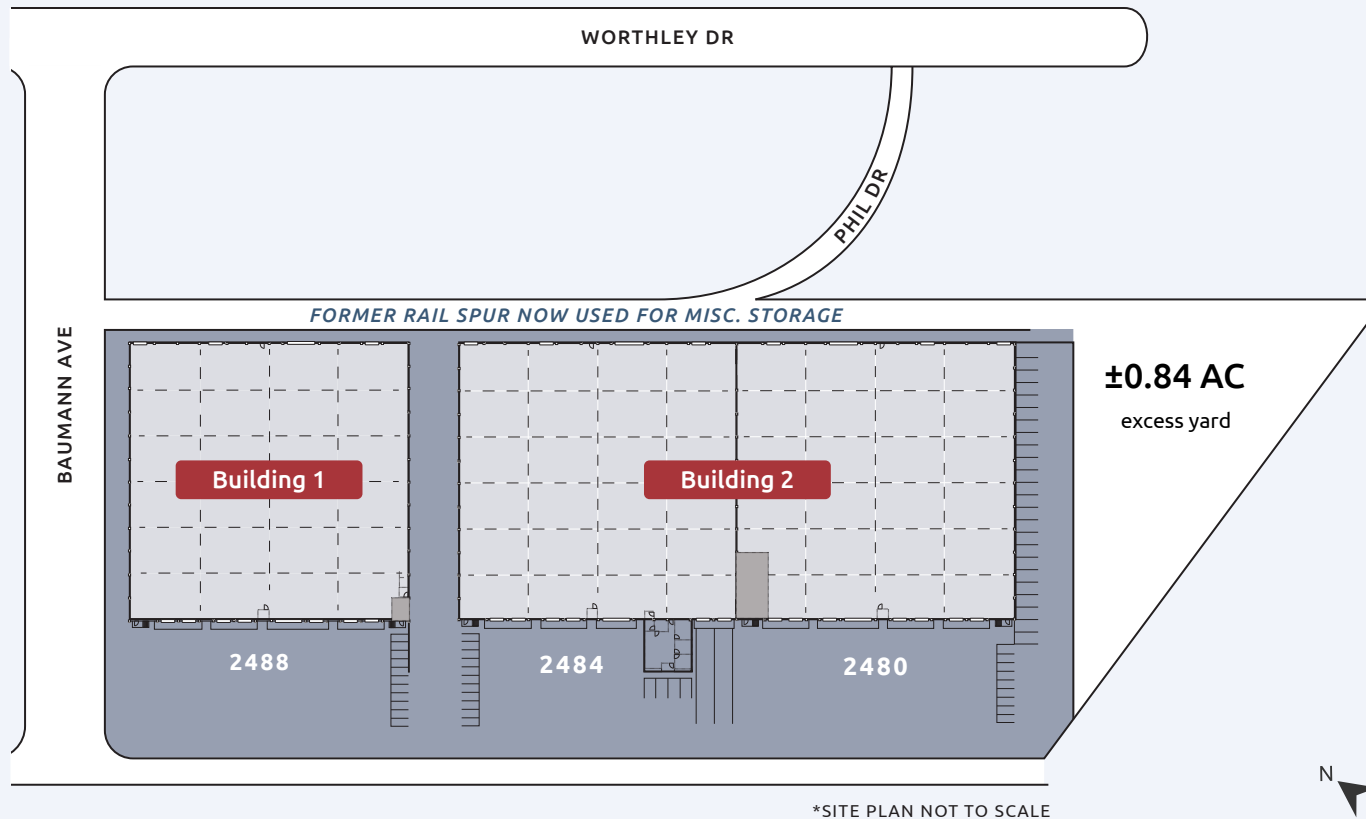 WORTHLEY DR
PHIL DR
FORMER RAIL SPUR NOW USED FOR MISC. STORAGE
BAUMANN AVE
±0.84 AC
excess yard
Building 1
Building 2
2488
2484
2480
N
*SITE PLAN NOT TO SCALE